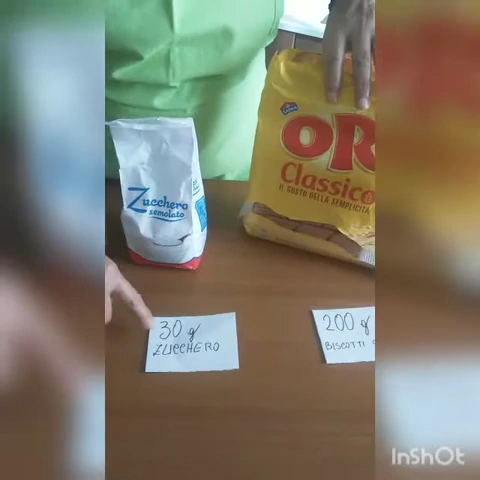 Zucchero
semolato
OR
Classico
IL GUSTO DELLA SEMPLICITÀ
30 g
ZUCCHERO
200 g
BISCOTTI
InShOt